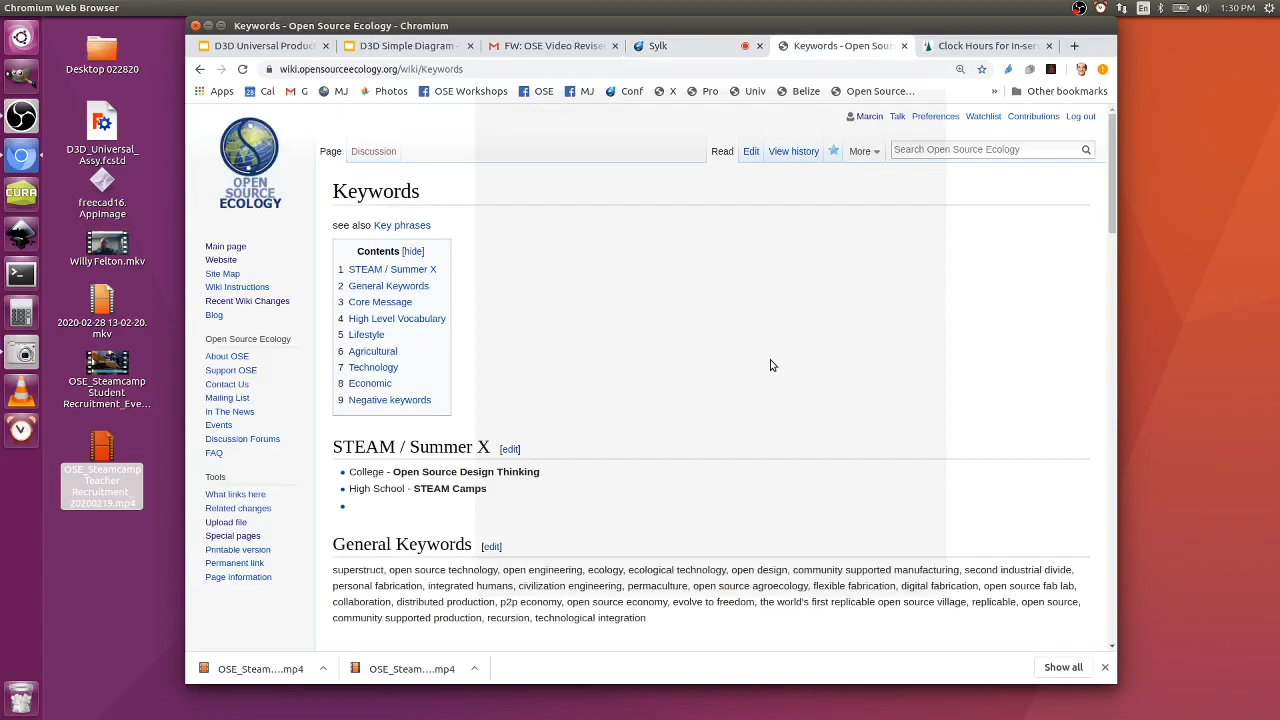 Chromium Web Browser
En
1:30 PM
Desktop 022820
D3D_Universal_
Assy.fcstd
freecad16.
AppImage
Willy Felton.mkv
2020-02-28 13-02-20.
mkv
OSE_Steamcamp
Student
Recruitment_Eve...
OSE_Steamcamp
Teacher
Recruitment_
20200219.mp4
CURA
Keywords - Open Source Ecology - Chromium
D3D Universal Produc
D3D Simple Diagram -
FW: OSE Video Revise
Sylk
Keywords - Open Sour
Clock Hours for In-serv
wiki.opensourceecology.org/wiki/Keywords
Apps
28 Cal
G
MJ
Photos
OSE Workshops
OSE
MJ
Conf
X
Pro
Univ
Belize
Open Source...
»
Other bookmarks
Marcin
Talk
Preferences
Watchlist
Contributions
Log out
OPEN
SOURCE
ECOLOGY
Page
Discussion
Read
Edit
View history
More
Search Open Source Ecology
Main page
Website
Site Map
Wiki Instructions
Recent Wiki Changes
Blog
Open Source Ecology
About OSE
Support OSE
Contact Us
Mailing List
In The News
Events
Discussion Forums
FAQ
Tools
What links here
Related changes
Upload file
Special pages
Printable version
Permanent link
Page information
Keywords
see also Key phrases
Contents [hide]
1 STEAM / Summer X
2 General Keywords
3 Core Message
4 High Level Vocabulary
5 Lifestyle
6 Agricultural
7 Technology
8 Economic
9 Negative keywords
STEAM / Summer X [edit]
College - Open Source Design Thinking
High School - STEAM Camps
General Keywords [edit]
superstruct, open source technology, open engineering, ecology, ecological technology, open design, community supported manufacturing, second industrial divide,
personal fabrication, integrated humans, civilization engineering, permaculture, open source agroecology, flexible fabrication, digital fabrication, open source fab lab,
collaboration, distributed production, p2p economy, open source economy, evolve to freedom, the world's first replicable open source village, replicable, open source,
community supported production, recursion, technological integration
OSE_Steam....mp4
OSE_Steam....mp4
Show all